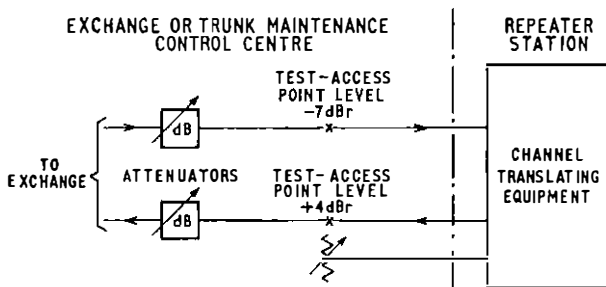 EXCHANGE OR TRUNK MAINTENANCE
CONTROL CENTRE
REPEATER
STATION
TEST-ACCESS
POINT LEVEL
-7dBr
dB
TO
EXCHANGE
ATTENUATORS
TEST-ACCESS
POINT LEVEL
+4dBr
dB
CHANNEL
TRANSLATING
EQUIPMENT